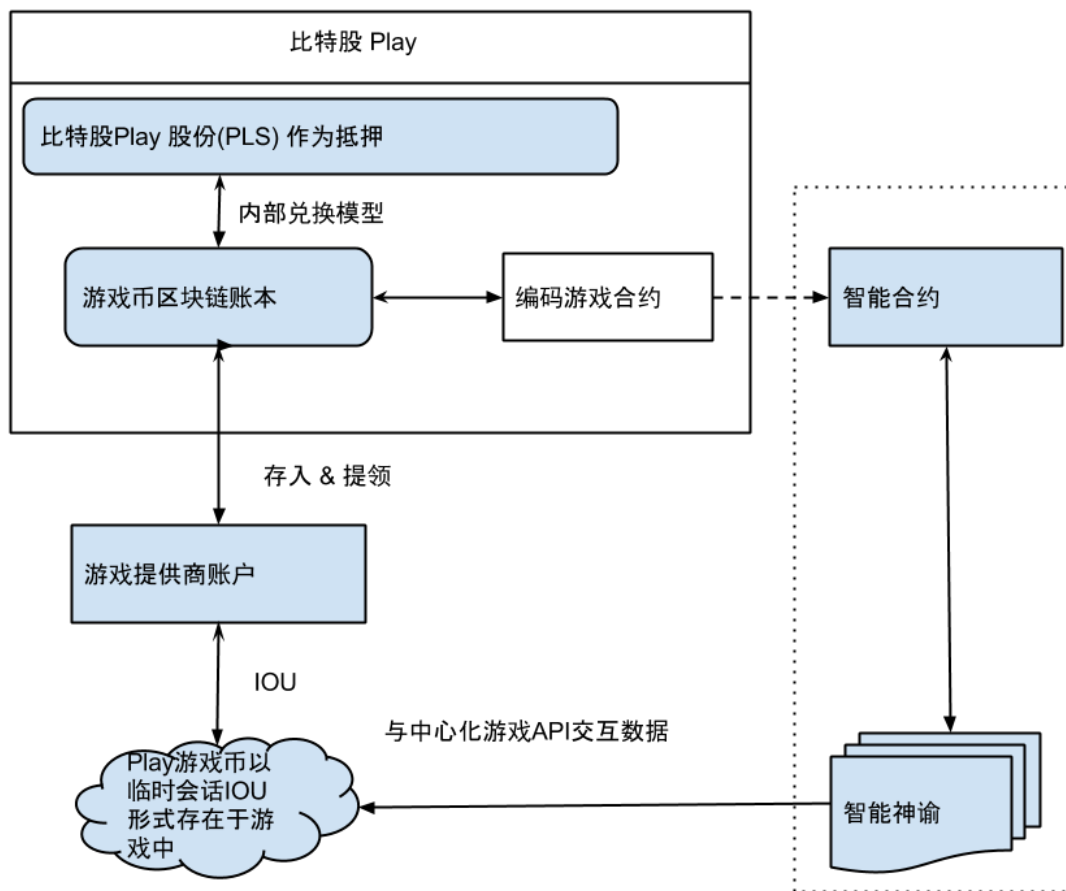 比特股 Play
比特股Play 股份(PLS) 作为抵押
内部兑换模型
游戏币区块链账本
编码游戏合约
智能合约
存入 & 提领
游戏提供商账户
IOU
与中心化游戏API交互数据
Play游戏币以
临时会话IOU
形式存在于游
戏中
智能神谕